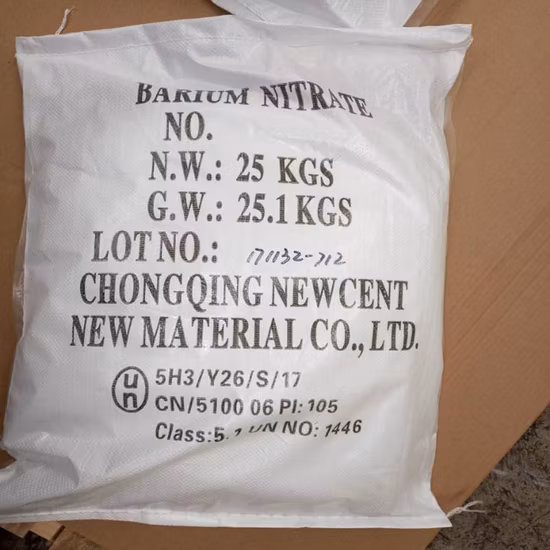 BARIUM NITRATE
NO.
N.W.: 25 KGS
G.W.: 25.1 KGS
LOT NO.: 171132-712
CHONGQING NEWCENT
NEW MATERIAL CO., LTD.
un
5H3/Y26/S/17
CN/5100 06 PI: 105
Class:5.1 UN NO: 1446